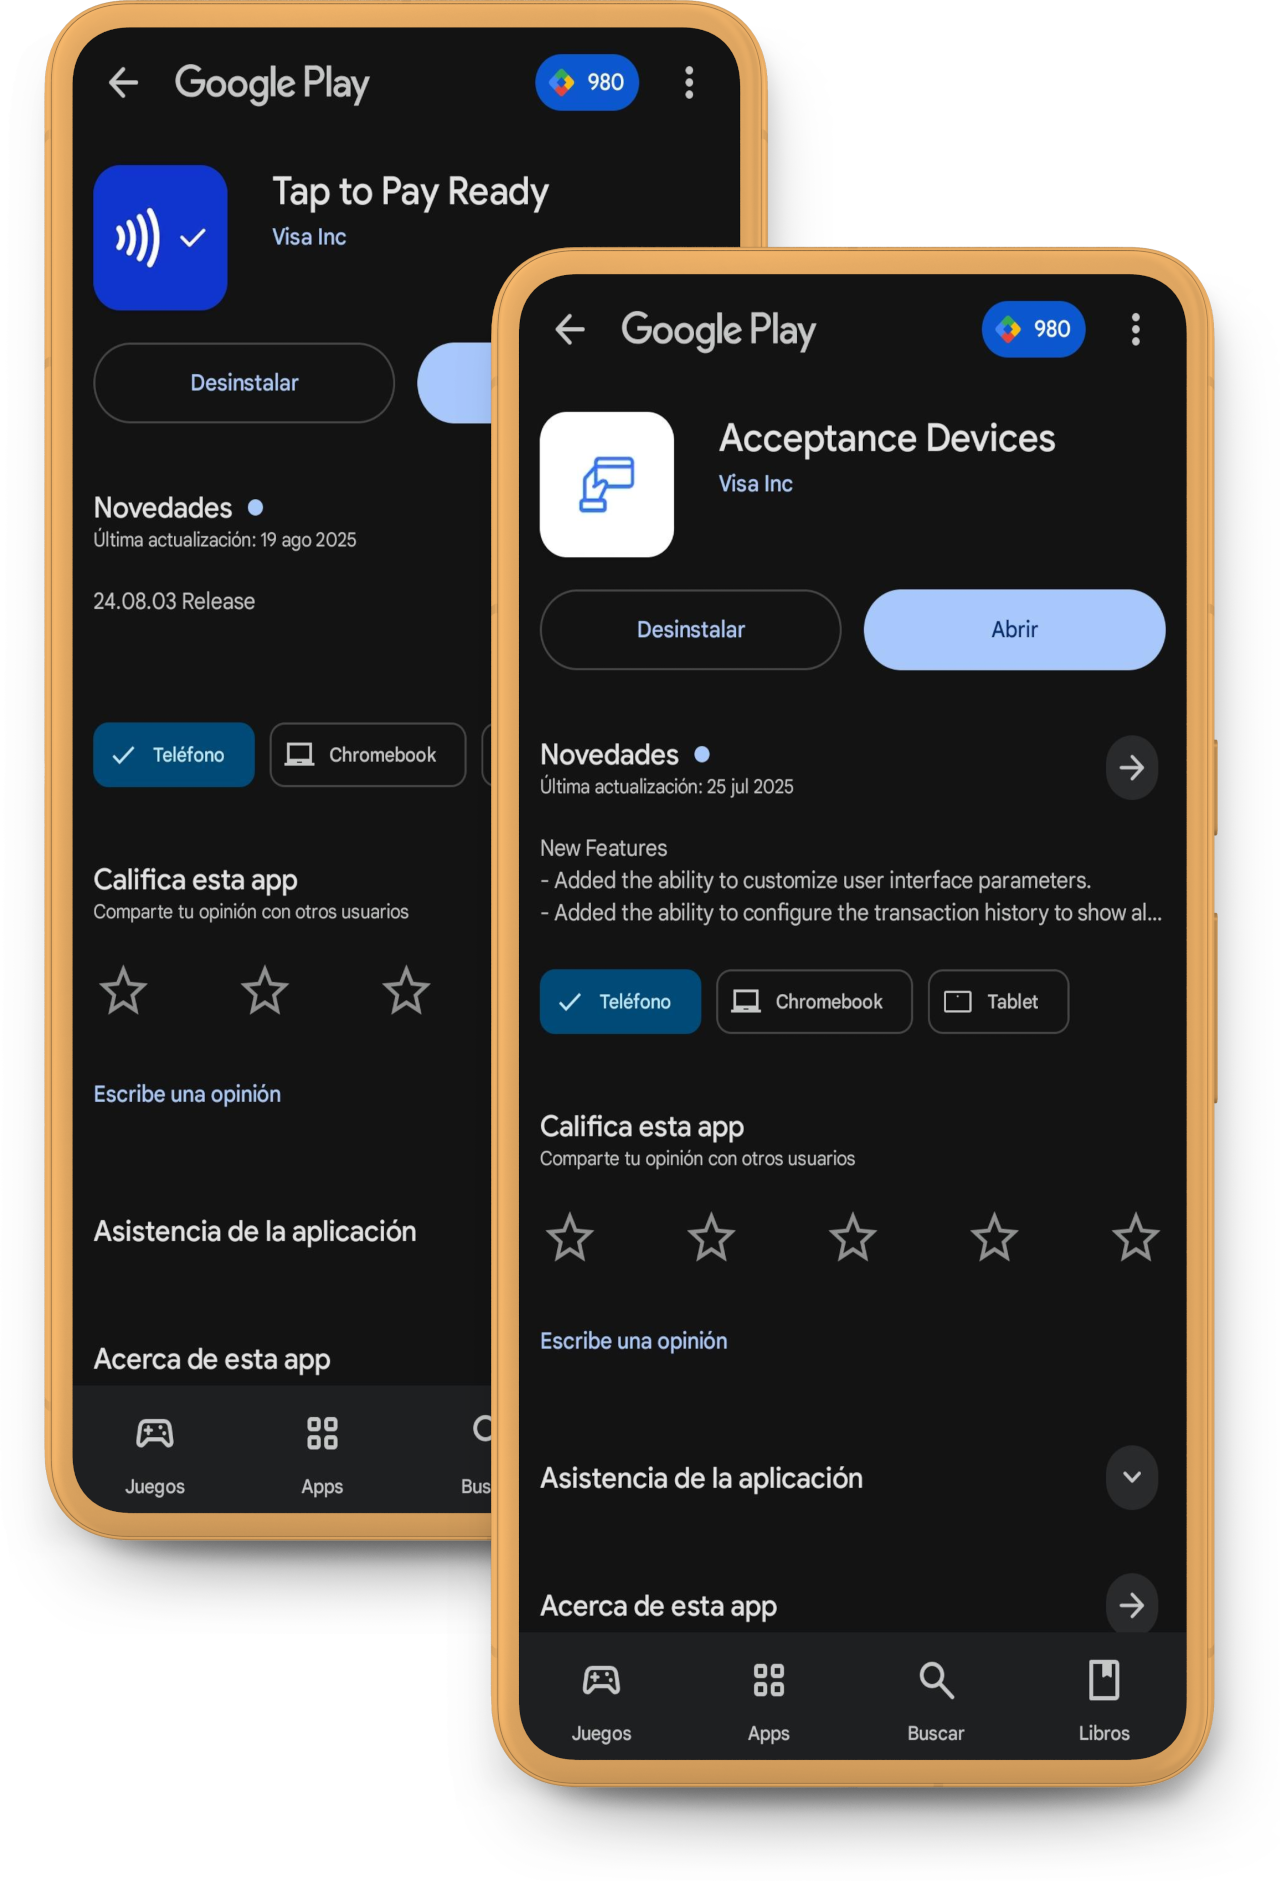 Google Play
980
Tap to Pay Ready
Visa Inc
Desinstalar
Novedades
Última actualización: 19 ago 2025
24.08.03 Release
Teléfono
Chromebook
Califica esta app
Comparte tu opinión con otros usuarios
Escribe una opinión
Asistencia de la aplicación
Acerca de esta app
Juegos
Apps
Bus
Google Play
980
Acceptance Devices
Visa Inc
Desinstalar
Abrir
Novedades
Última actualización: 25 jul 2025
New Features
- Added the ability to customize user interface parameters.
- Added the ability to configure the transaction history to show al...
Teléfono
Chromebook
Tablet
Califica esta app
Comparte tu opinión con otros usuarios
Escribe una opinión
Asistencia de la aplicación
Acerca de esta app
Juegos
Apps
Buscar
Libros